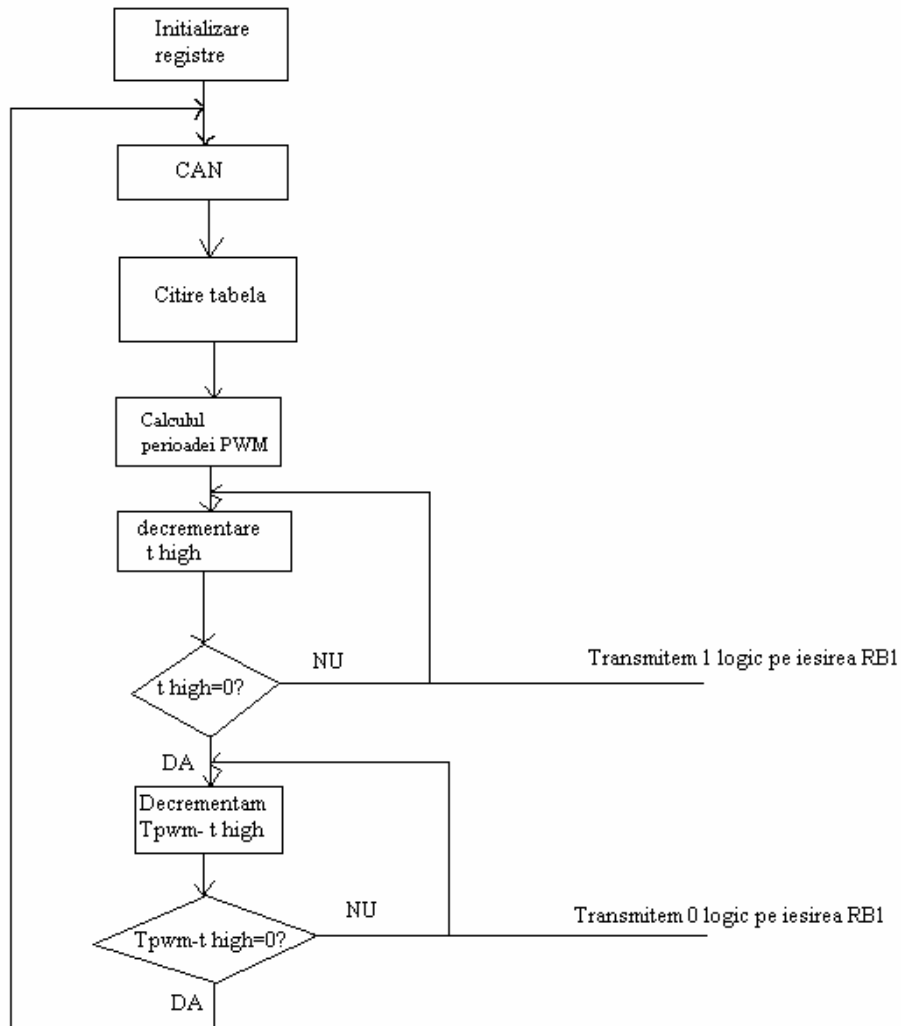 Initializare
registre
CAN
Citire tabela
Calculul
perioadei PWM
decrementare
t high
NU
Transmitem 1 logic pe iesirea RB1
t high=0?
DA
Decrementam
Tpwm- t high
NU
Transmitem 0 logic pe iesirea RB1
Tpwm-t high=0?
DA